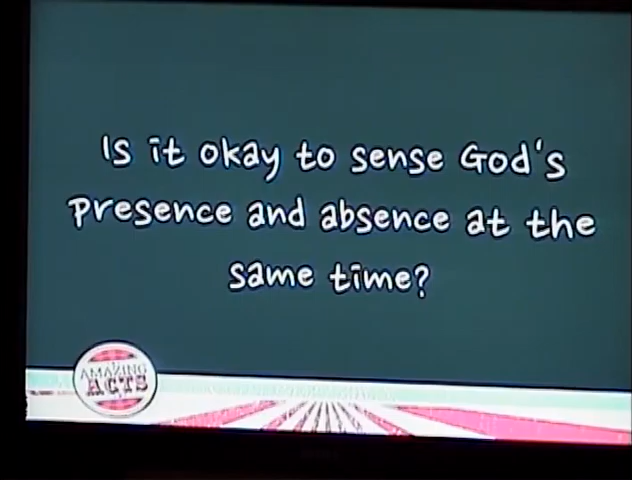 Is it okay to sense God's
presence and absence at the
same time?
AMAZING
ACTS